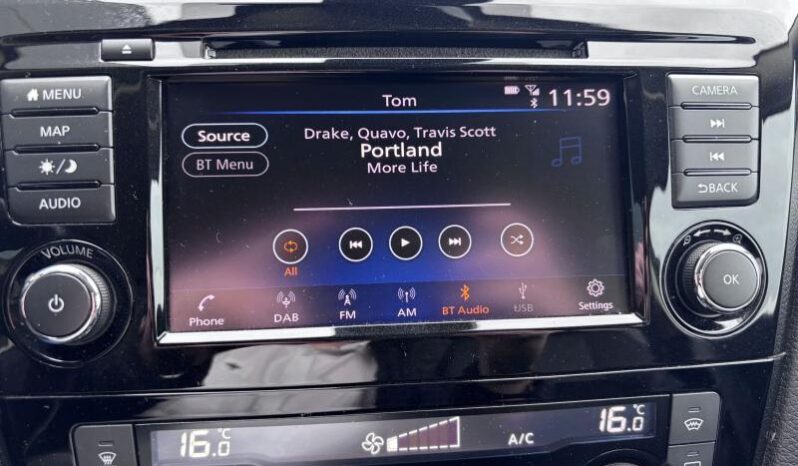 MENU
MAP
AUDIO
VOLUME
Tom
11:59
Source
BT Menu
Drake, Quavo, Travis Scott
Portland
More Life
All
Phone
DAB
FM
AM
BT Audio
USB
Settings
CAMERA
BACK
OK
16.0°C
A/C
16.0°C